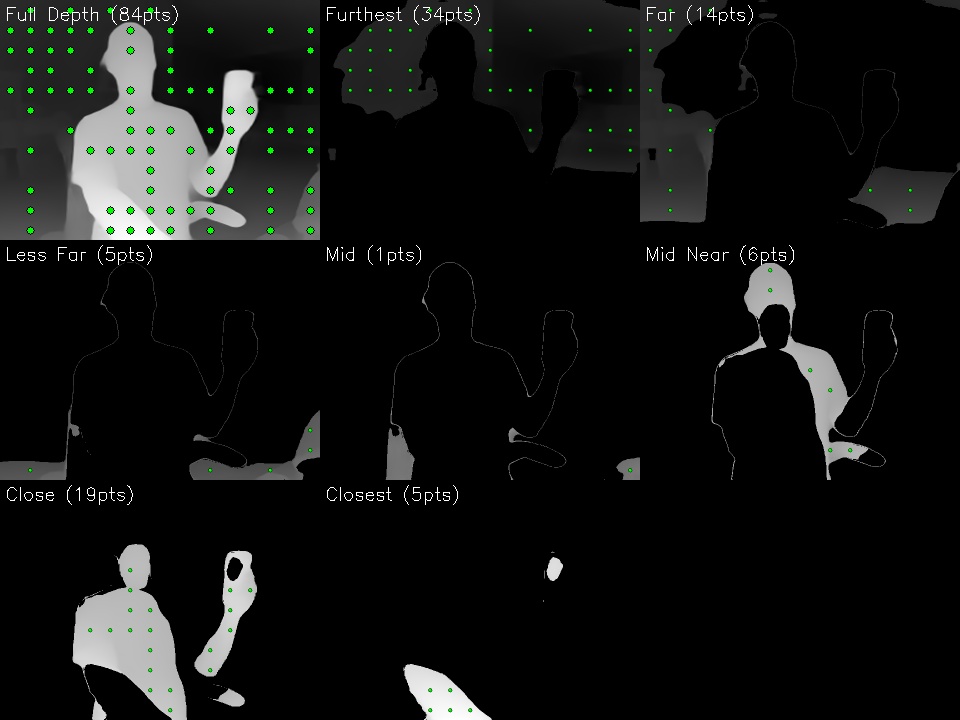 Full Depth (84pts)
Furthest (34pts)
Far (14pts)
Less Far (5pts)
Mid (1pts)
Mid Near (6pts)
Close (19pts)
Closest (5pts)